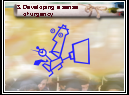 3. Developing a sense
of urgency